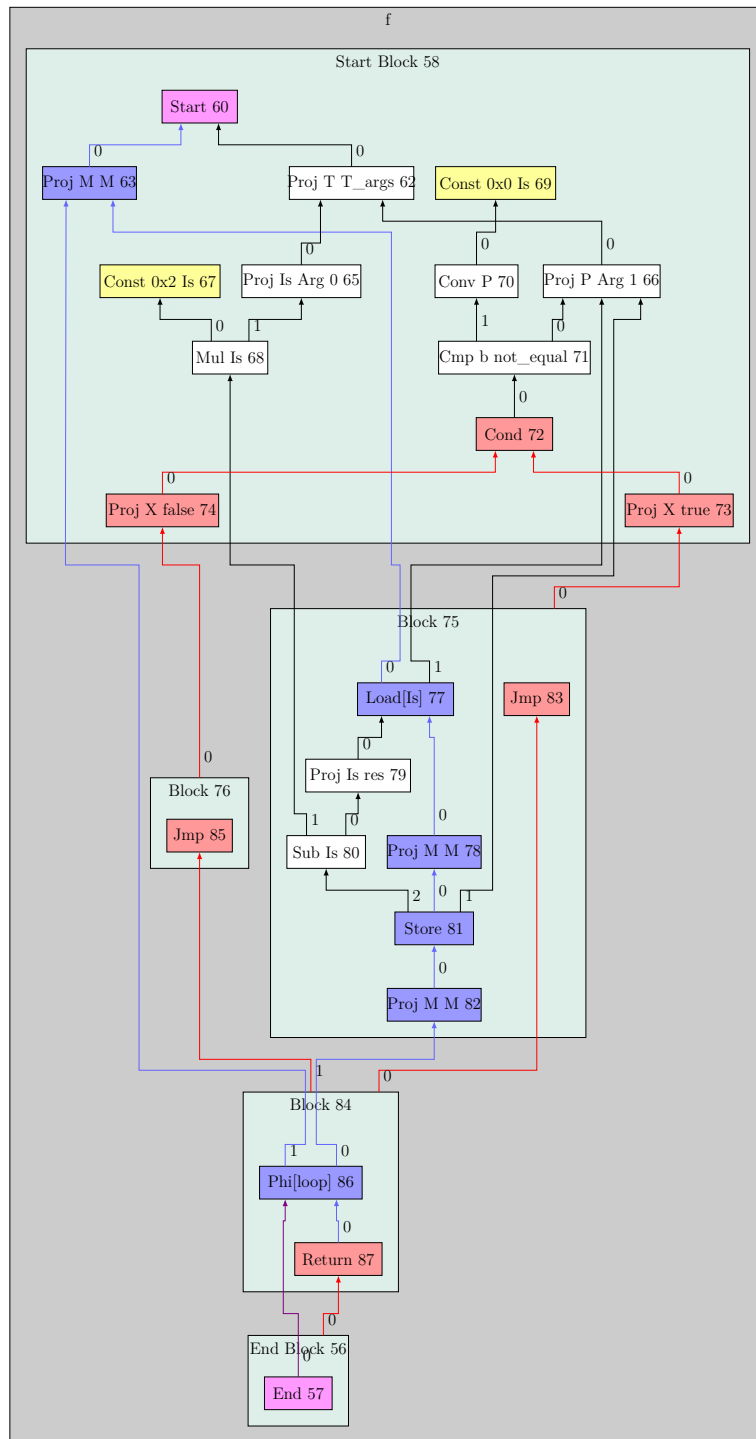 f
Start Block 58
Start 60
0
0
Proj M M 63
Proj T T_args 62
Const 0x0 Is 69
0
0
0
Const 0x2 Is 67
Proj Is Arg 0 65
Conv P 70
Proj P Arg 1 66
0
1
1
0
Mul Is 68
Cmp b not_equal 71
0
Cond 72
0
0
Proj X false 74
Proj X true 73
0
Block 75
0
1
Load[Is] 77
Jmp 83
0
0
Proj Is res 79
Block 76
1
0
0
Jmp 85
Sub Is 80
Proj M M 78
2
0
1
Store 81
0
Proj M M 82
1
0
Block 84
1
0
Phi[loop] 86
0
Return 87
0
End Block 56
0
End 57